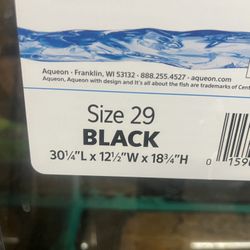 Aqueon • Franklin, WI 53132 • 888.255.4527 • aqueon.com
Aqueon, Aqueon with design and It's all about the fish are trademarks of Cent
Size 29
BLACK
30¼"L x 12½"W x 18¾"H
0 1590